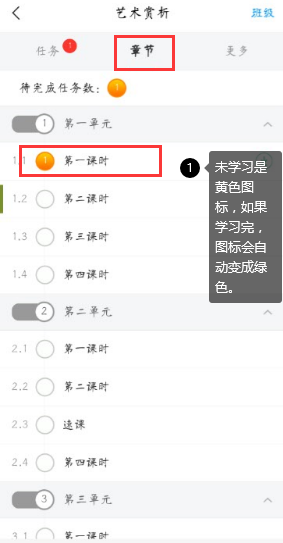 艺术赏析 班级
任务 1 章节 更多
待完成任务数: 1
1 第一单元
1.1 1 第一课时
1 未学习是黄色图标，如果学习完，图标会自动变成绿色。
1.2 第二课时
1.3 第三课时
1.4 第四课时
2 第二单元
2.1 第一课时
2.2 第二课时
2.3 速课
2.4 第四课时
3 第三单元
3.1 第一课时